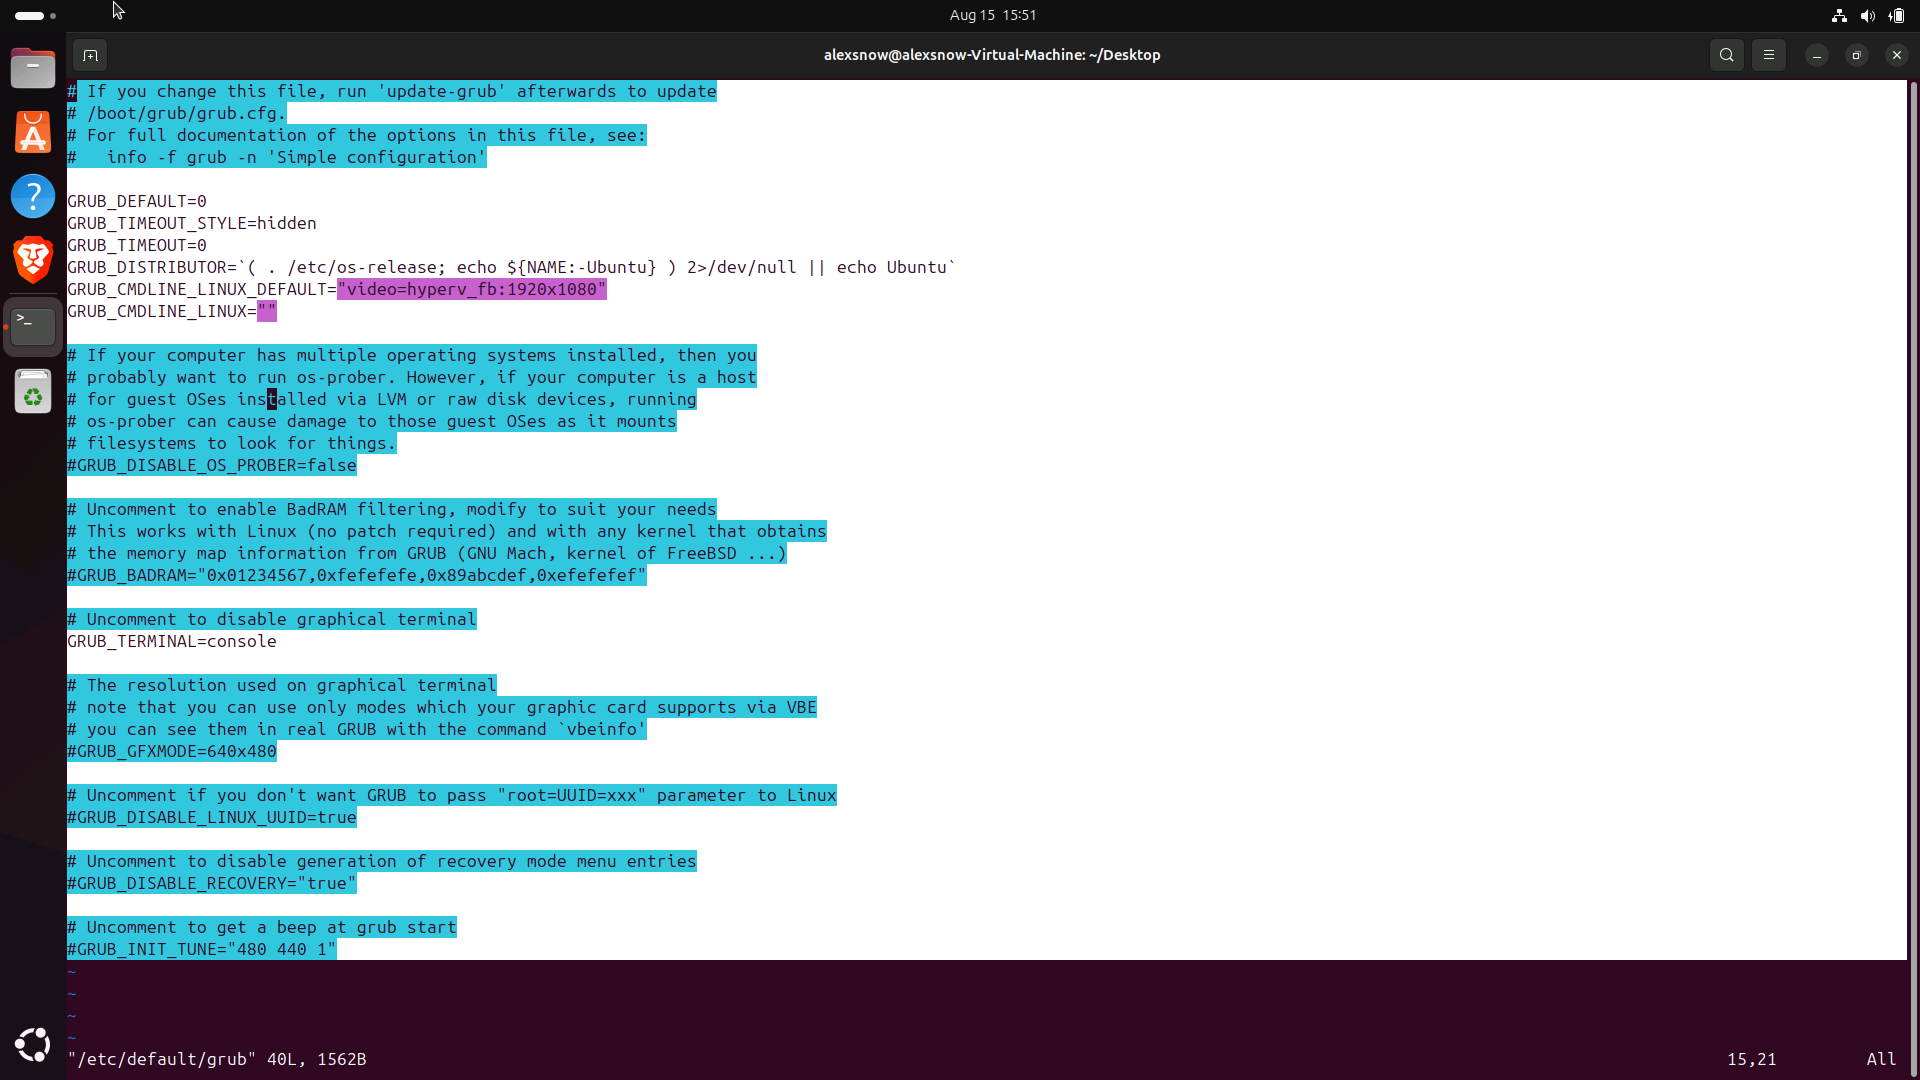 Aug 15 15:51
alexsnow@alexsnow-Virtual-Machine: ~/Desktop
# If you change this file, run 'update-grub' afterwards to update
# /boot/grub/grub.cfg.
# For full documentation of the options in this file, see:
#   info -f grub -n 'Simple configuration'
GRUB_DEFAULT=0
GRUB_TIMEOUT_STYLE=hidden
GRUB_TIMEOUT=0
GRUB_DISTRIBUTOR=`( . /etc/os-release; echo ${NAME:-Ubuntu} ) 2>/dev/null || echo Ubuntu`
GRUB_CMDLINE_LINUX_DEFAULT="video=hyperv_fb:1920x1080"
GRUB_CMDLINE_LINUX=""
# If your computer has multiple operating systems installed, then you
# probably want to run os-prober. However, if your computer is a host
# for guest OSes installed via LVM or raw disk devices, running
# os-prober can cause damage to those guest OSes as it mounts
# filesystems to look for things.
#GRUB_DISABLE_OS_PROBER=false
# Uncomment to enable BadRAM filtering, modify to suit your needs
# This works with Linux (no patch required) and with any kernel that obtains
# the memory map information from GRUB (GNU Mach, kernel of FreeBSD ...)
#GRUB_BADRAM="0x01234567,0xfefefefe,0x89abcdef,0xefefefef"
# Uncomment to disable graphical terminal
GRUB_TERMINAL=console
# The resolution used on graphical terminal
# note that you can use only modes which your graphic card supports via VBE
# you can see them in real GRUB with the command `vbeinfo'
#GRUB_GFXMODE=640x480
# Uncomment if you don't want GRUB to pass "root=UUID=xxx" parameter to Linux
#GRUB_DISABLE_LINUX_UUID=true
# Uncomment to disable generation of recovery mode menu entries
#GRUB_DISABLE_RECOVERY="true"
# Uncomment to get a beep at grub start
#GRUB_INIT_TUNE="480 440 1"
~
~
~
~
"/etc/default/grub" 40L, 1562B 15,21 All